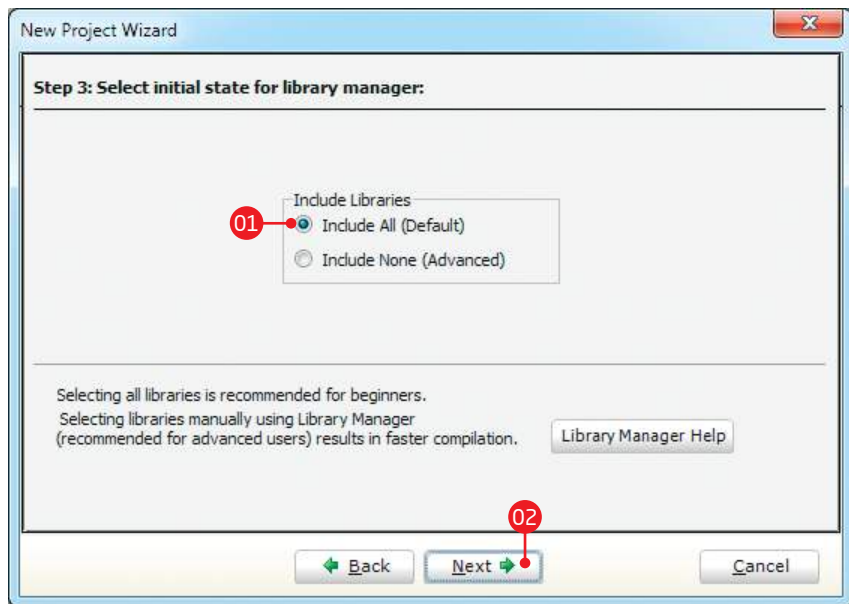 New Project Wizard
Step 3: Select initial state for library manager:
Include Libraries
01
Include All (Default)
Include None (Advanced)
Selecting all libraries is recommended for beginners.
Selecting libraries manually using Library Manager
(recommended for advanced users) results in faster compilation.
Library Manager Help
02
Back
Next
Cancel